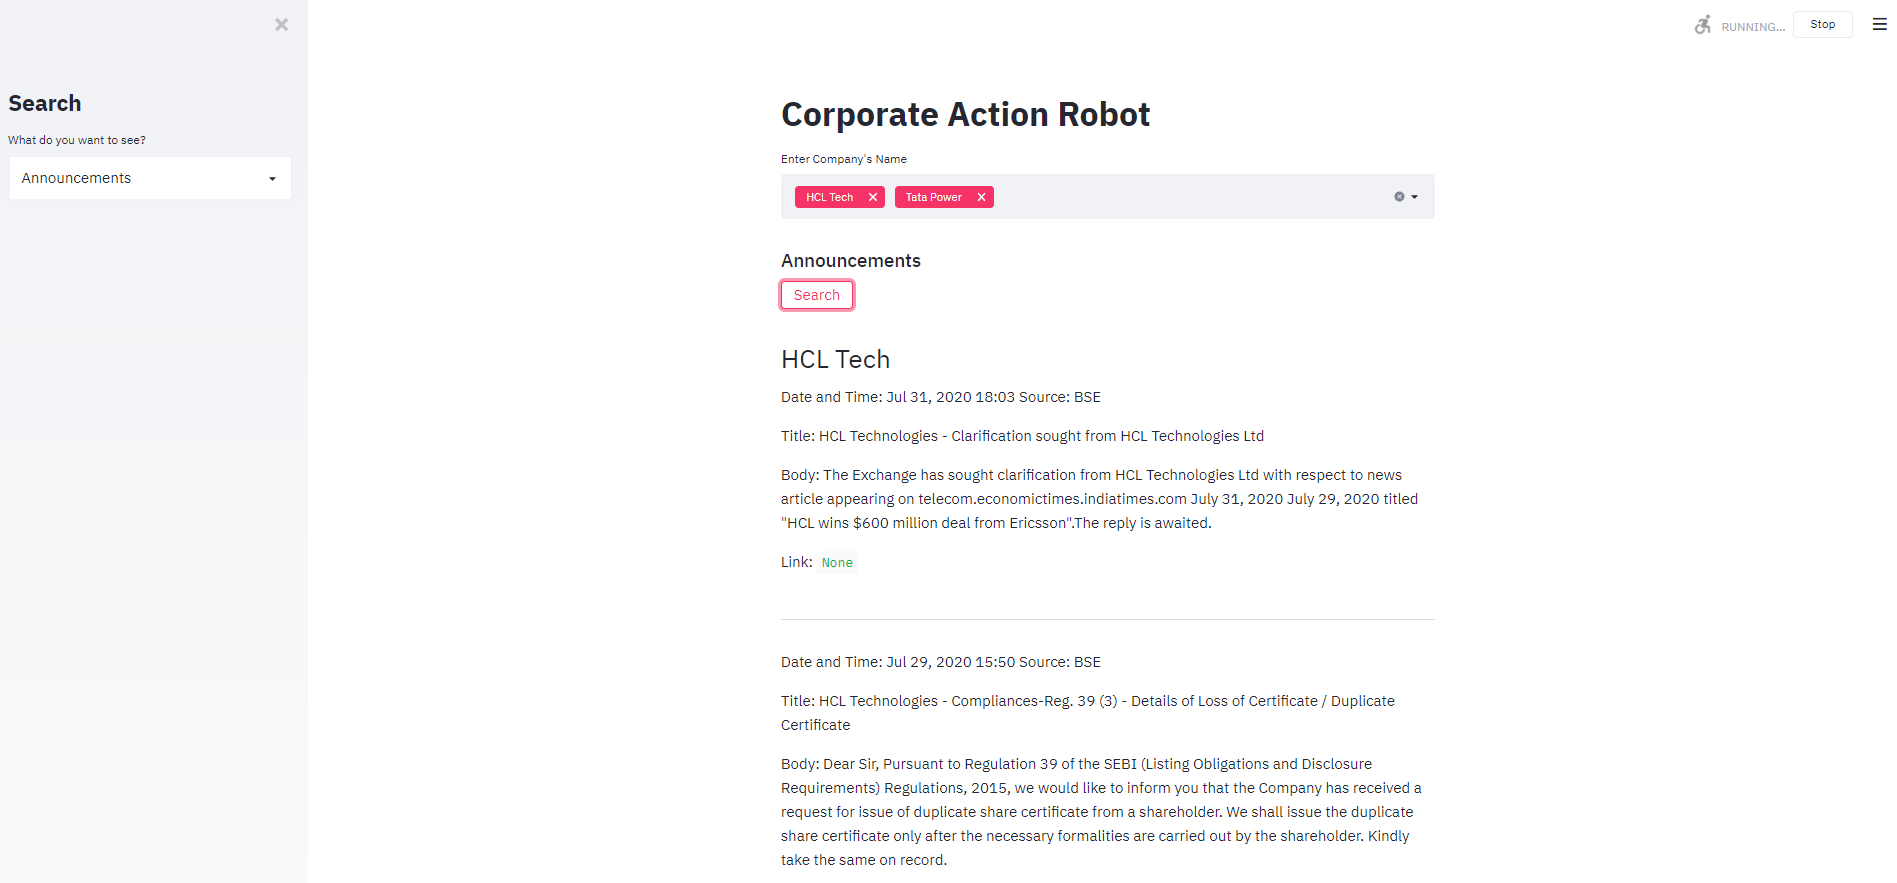 RUNNING...
Stop
Search
What do you want to see?
Announcements
Corporate Action Robot
Enter Company's Name
HCL Tech
Tata Power
Announcements
Search
HCL Tech
Date and Time: Jul 31, 2020 18:03 Source: BSE
Title: HCL Technologies - Clarification sought from HCL Technologies Ltd
Body: The Exchange has sought clarification from HCL Technologies Ltd with respect to news
article appearing on telecom.economictimes.indiatimes.com July 31, 2020 July 29, 2020 titled
"HCL wins $600 million deal from Ericsson".The reply is awaited.
Link: None
Date and Time: Jul 29, 2020 15:50 Source: BSE
Title: HCL Technologies - Compliances-Reg. 39 (3) - Details of Loss of Certificate / Duplicate
Certificate
Body: Dear Sir, Pursuant to Regulation 39 of the SEBI (Listing Obligations and Disclosure
Requirements) Regulations, 2015, we would like to inform you that the Company has received a
request for issue of duplicate share certificate from a shareholder. We shall issue the duplicate
share certificate only after the necessary formalities are carried out by the shareholder. Kindly
take the same on record.